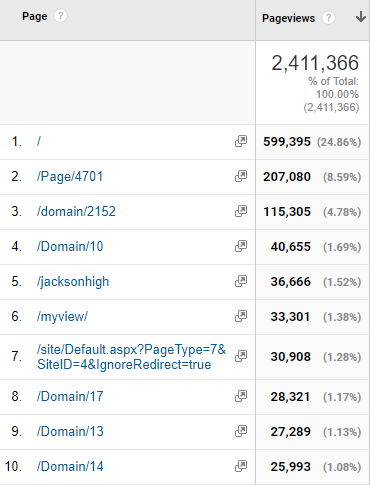 Page ? Pageviews ?
2,411,366
% of Total:
100.00%
(2,411,366)
1. / 599,395 (24.86%)
2. /Page/4701 207,080 (8.59%)
3. /domain/2152 115,305 (4.78%)
4. /Domain/10 40,655 (1.69%)
5. /jacksonhigh 36,666 (1.52%)
6. /myview/ 33,301 (1.38%)
7. /site/Default.aspx?PageType=7& 30,908 (1.28%)
SiteID=4&IgnoreRedirect=true
8. /Domain/17 28,321 (1.17%)
9. /Domain/13 27,289 (1.13%)
10. /Domain/14 25,993 (1.08%)